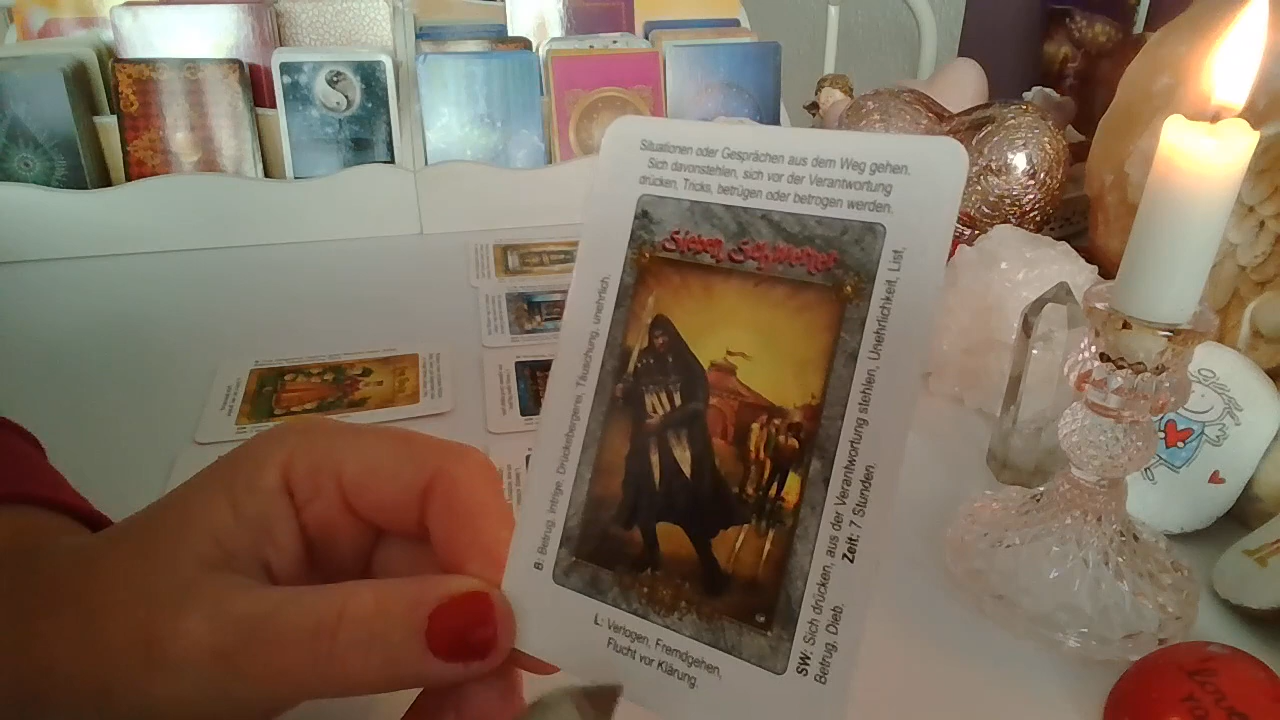 Situationen oder Gesprächen aus dem Weg gehen.
Sich davonstehlen, sich vor der Verantwortung
drücken, Tricks, betrügen oder betrogen werden.
Sieben Schwerter
B: Betrug, intrige, Drückebergerei, Täuschung, unehrlich.
SW: Sich drücken, aus der Verantwortung stehlen, Unehrlichkeit, List,
Betrug, Dieb.
Zeit: 7 Stunden.
L: Verlogen, Fremdgehen,
Flucht vor Klärung.
love